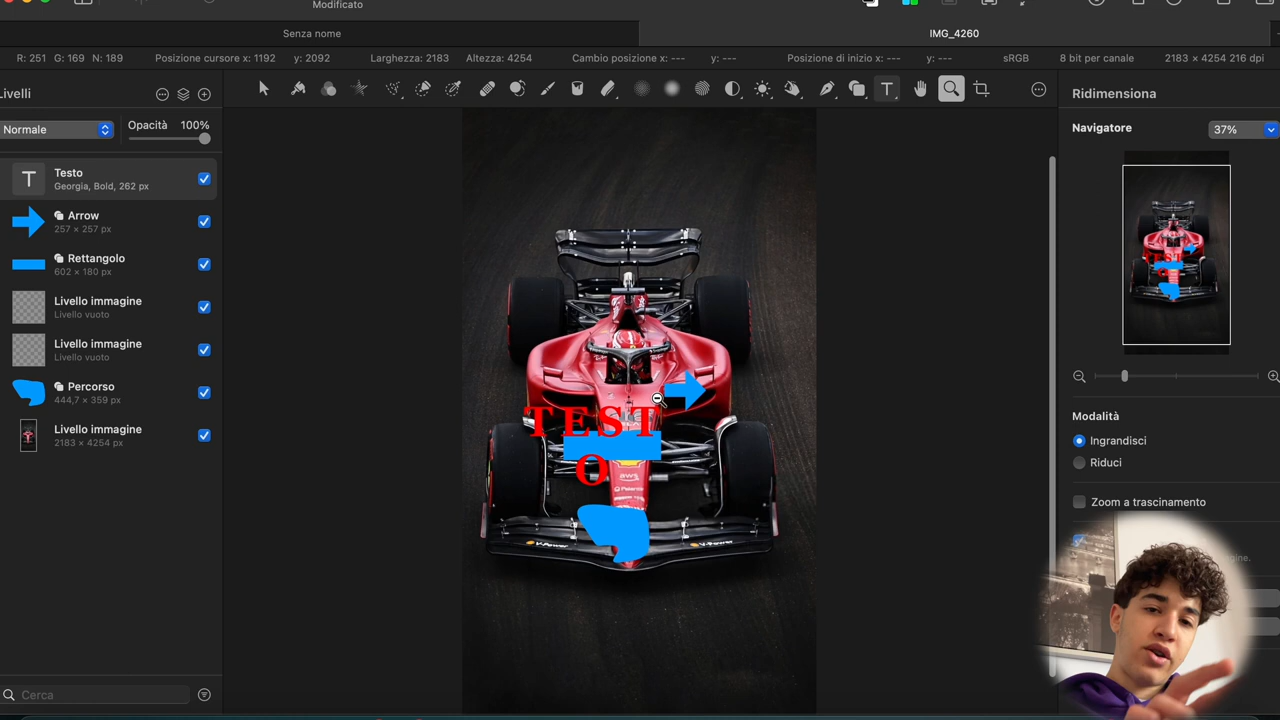 Modificato
Senza nome
IMG_4260
R: 251 G: 169 N: 189 Posizione cursore x: 1192 y: 2092 Larghezza: 2183 Altezza: 4254 Cambio posizione x: --- y: --- Posizione di inizio x: --- y: --- sRGB 8 bit per canale 2183 × 4254 216 dpi
Livelli
Normale
Opacità 100%
Testo
Georgia, Bold, 262 px
Arrow
257 × 257 px
Rettangolo
602 × 180 px
Livello immagine
Livello vuoto
Livello immagine
Livello vuoto
Percorso
444,7 × 359 px
Livello immagine
2183 × 4254 px
Cerca
TEST
O
aws
V-Power
V-Power
Ridimensiona
Navigatore
37%
Modalità
Ingrandisci
Riduci
Zoom a trascinamento